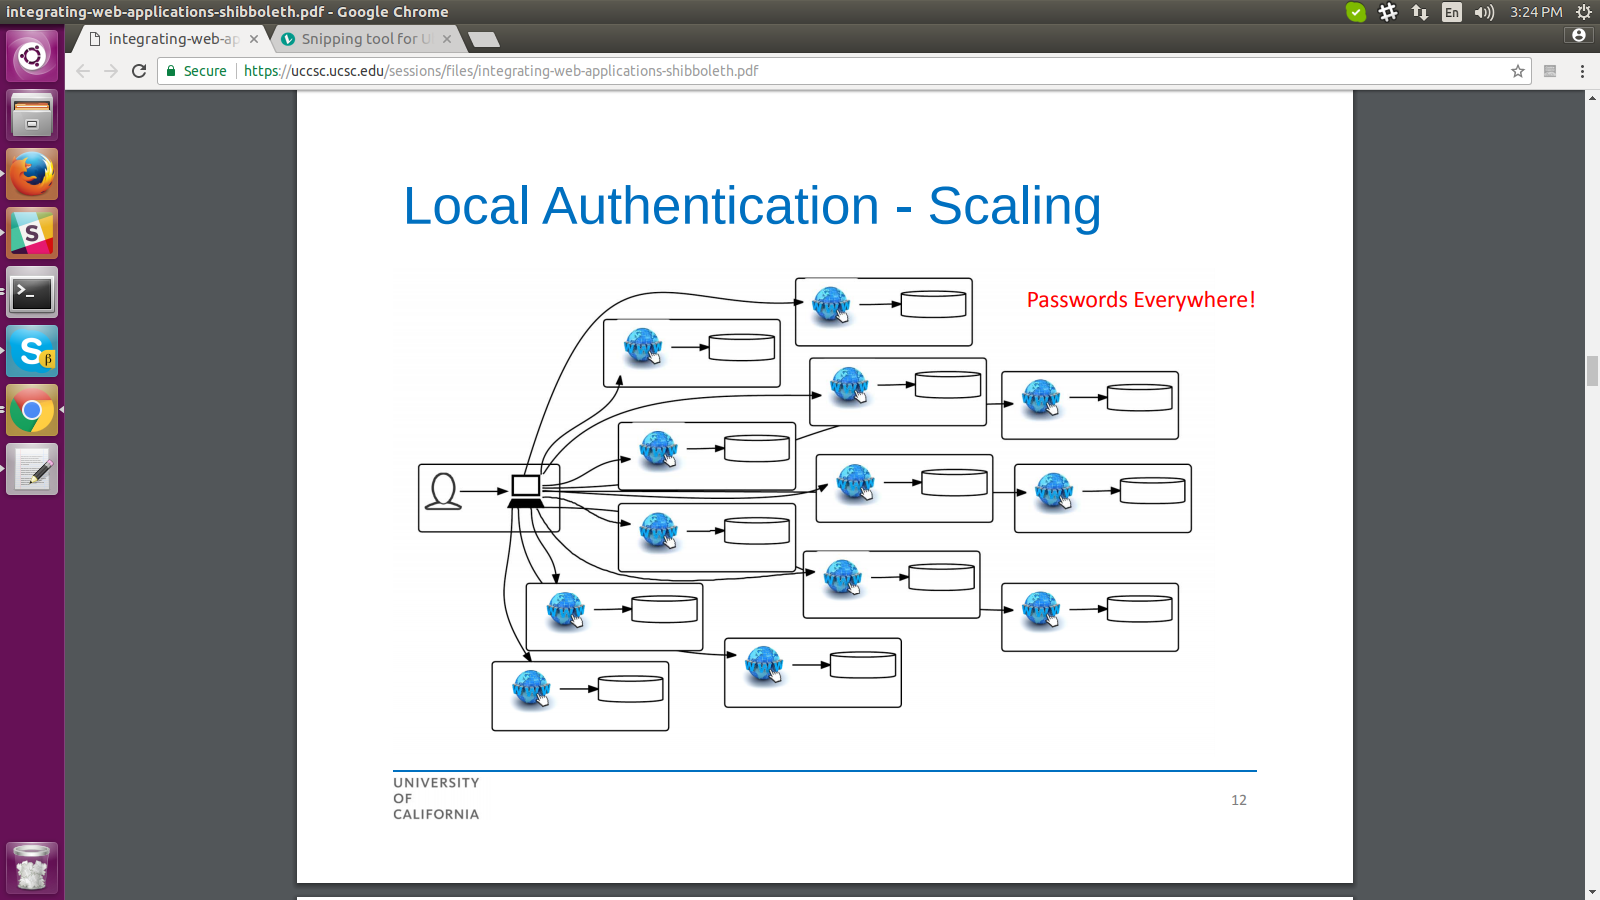 integrating-web-applications-shibboleth.pdf - Google Chrome
En
3:24 PM
integrating-web-ap
Snipping tool for U
Secure
https://uccsc.ucsc.edu/sessions/files/integrating-web-applications-shibboleth.pdf
Local Authentication - Scaling
Passwords Everywhere!
UNIVERSITY
OF
CALIFORNIA
12